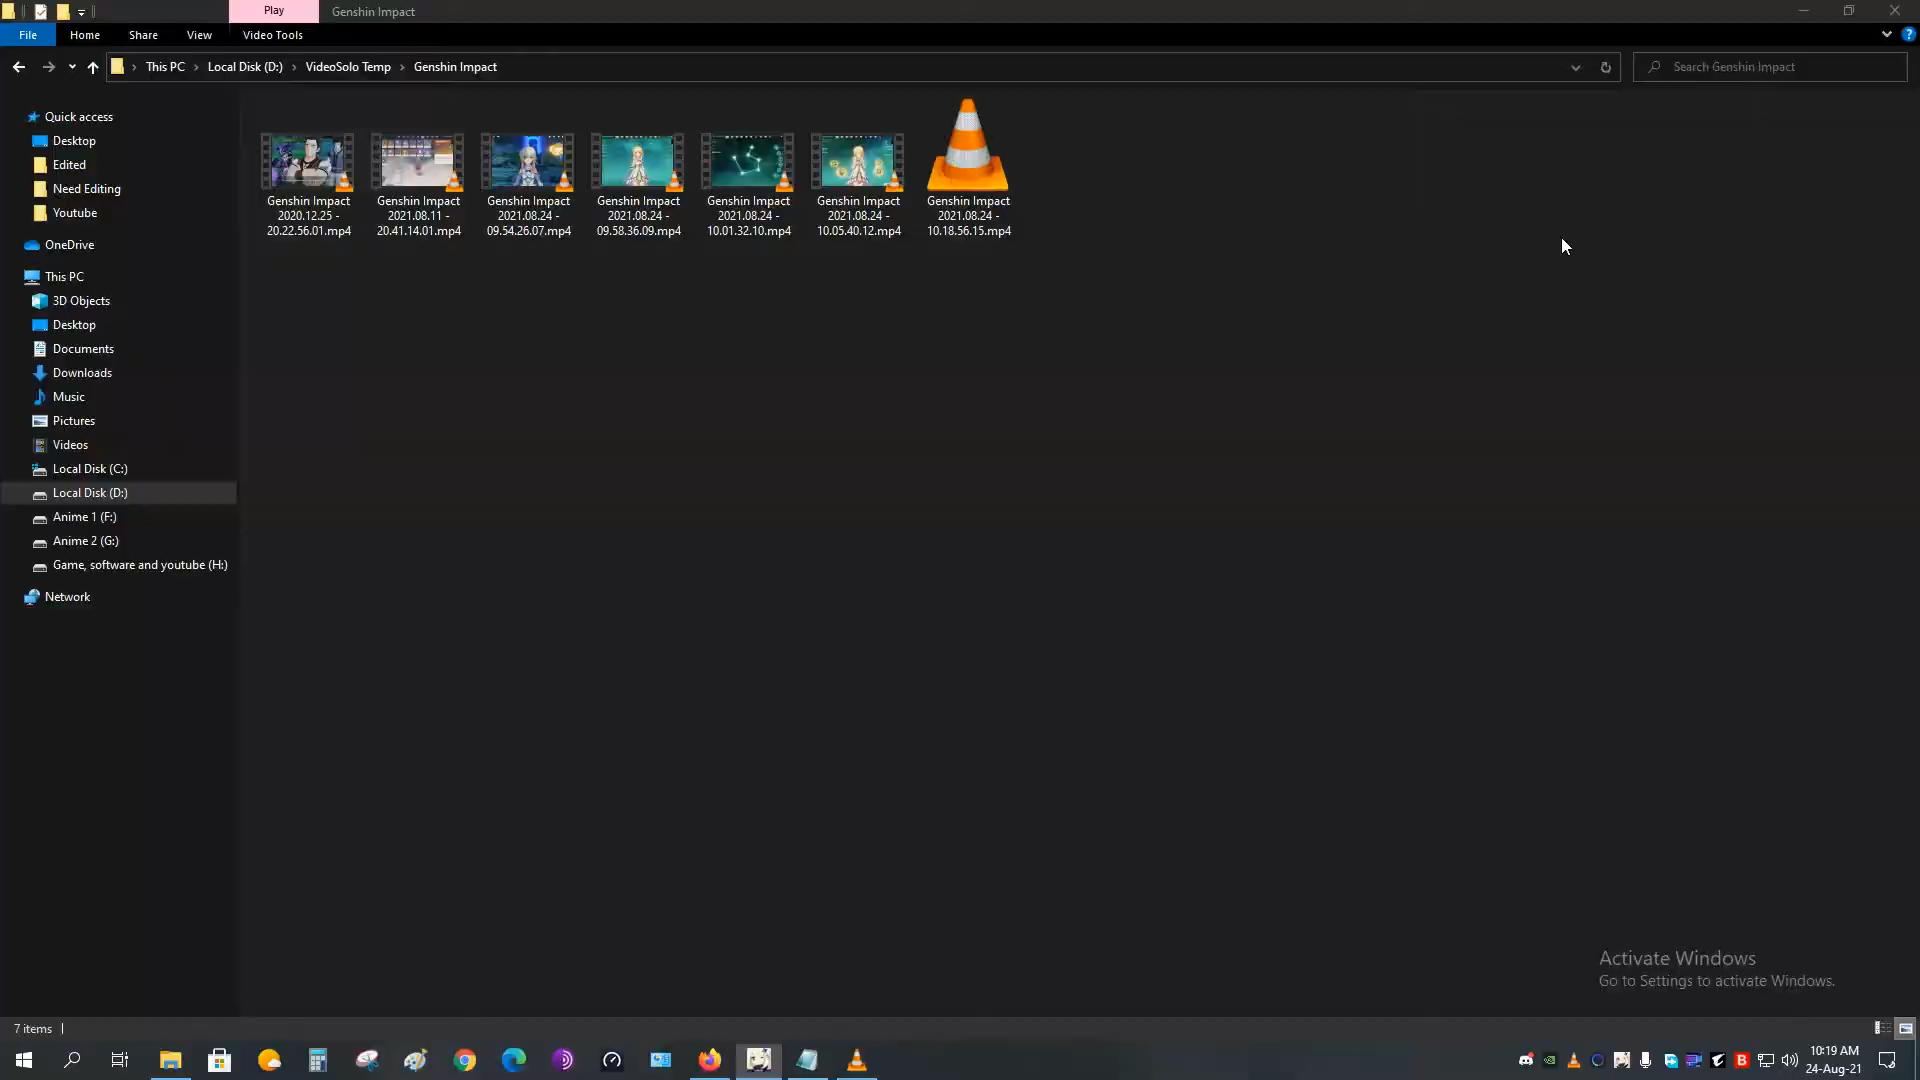 Play
Genshin Impact
File
Home
Share
View
Video Tools
This PC
Local Disk (D:)
VideoSolo Temp
Genshin Impact
Search Genshin Impact
Quick access
Desktop
Edited
Need Editing
Youtube
OneDrive
This PC
3D Objects
Desktop
Documents
Downloads
Music
Pictures
Videos
Local Disk (C:)
Local Disk (D:)
Anime 1 (F:)
Anime 2 (G:)
Game, software and youtube (H:)
Network
Genshin Impact
2020.12.25 -
20.22.56.01.mp4
Genshin Impact
2021.08.11 -
20.41.14.01.mp4
Genshin Impact
2021.08.24 -
09.54.26.07.mp4
Genshin Impact
2021.08.24 -
09.58.36.09.mp4
Genshin Impact
2021.08.24 -
10.01.32.10.mp4
Genshin Impact
2021.08.24 -
10.05.40.12.mp4
Genshin Impact
2021.08.24 -
10.18.56.15.mp4
Activate Windows
Go to Settings to activate Windows.
7 items
10:19 AM
24-Aug-21